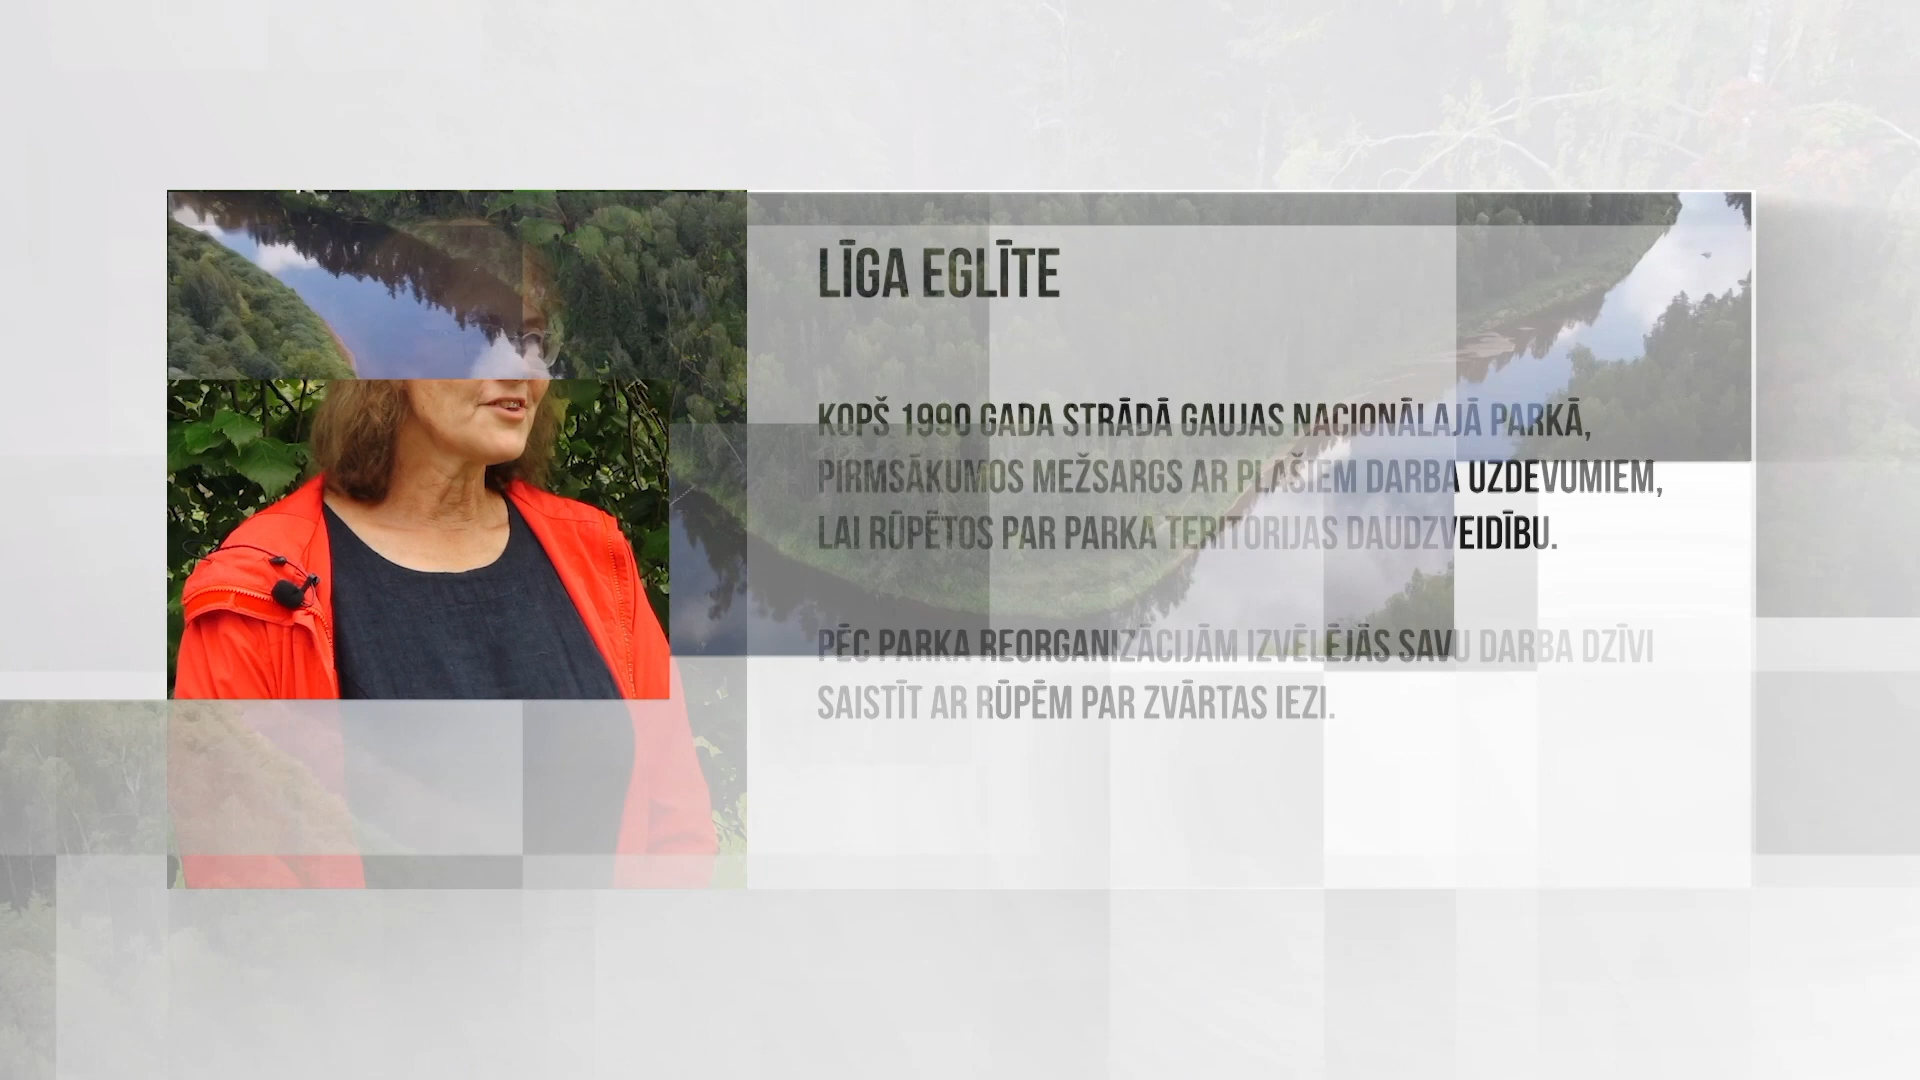 LĪGA EGLĪTE
KOPŠ 1990 GADA STRĀDĀ GAUJAS NACIONĀLAJĀ PARKĀ,
PIRMSĀKUMOS MEŽSARGS AR PLAŠIEM DARBA UZDEVUMIEM,
LAI RŪPĒTOS PAR PARKA TERITORIJAS DAUDZVEIDĪBU.
PĒC PARKA REORGANIZĀCIJĀM IZVĒLĒJĀS SAVU DARBA DZĪVI
SAISTĪT AR RŪPĒM PAR ZVĀRTAS IEZI.